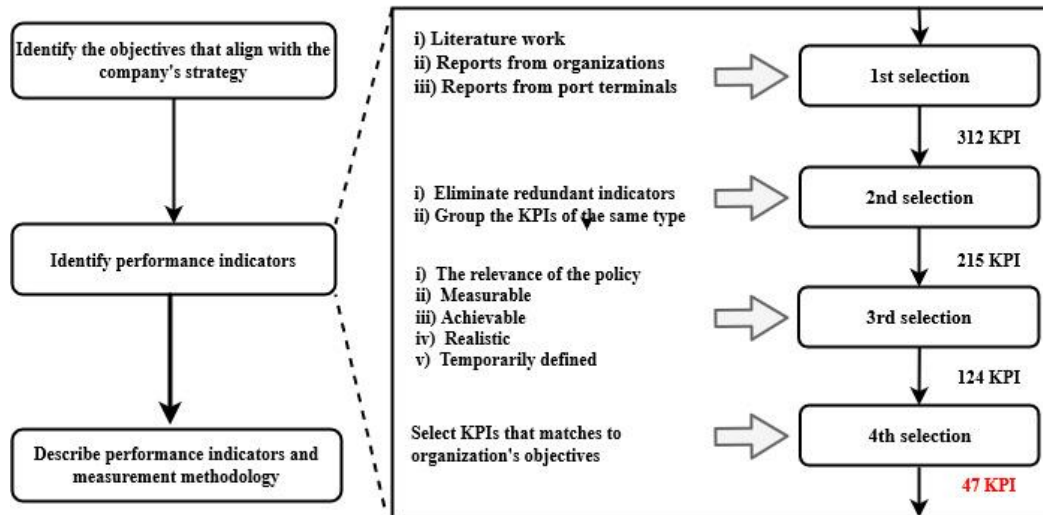 Identify the objectives that align with the
company's strategy
Identify performance indicators
Describe performance indicators and
measurement methodology
i) Literature work
ii) Reports from organizations
iii) Reports from port terminals
1st selection
312 KPI
i) Eliminate redundant indicators
ii) Group the KPIs of the same type
2nd selection
215 KPI
i) The relevance of the policy
ii) Measurable
iii) Achievable
iv) Realistic
v) Temporarily defined
3rd selection
124 KPI
Select KPIs that matches to
organization's objectives
4th selection
47 KPI